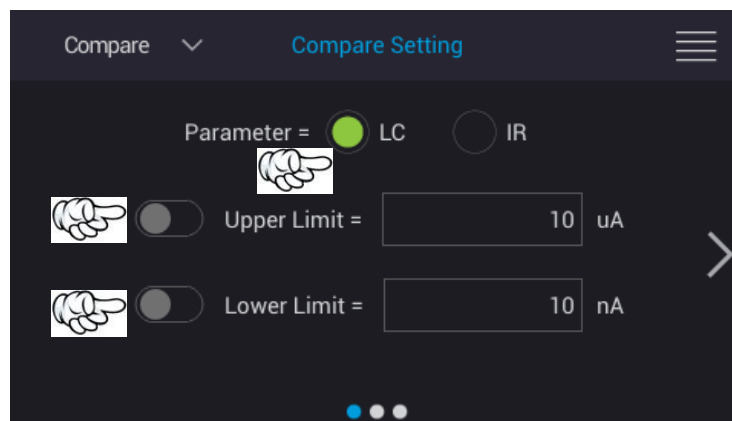 Compare Compare Setting
Parameter = LC IR
Upper Limit = 10 uA
Lower Limit = 10 nA